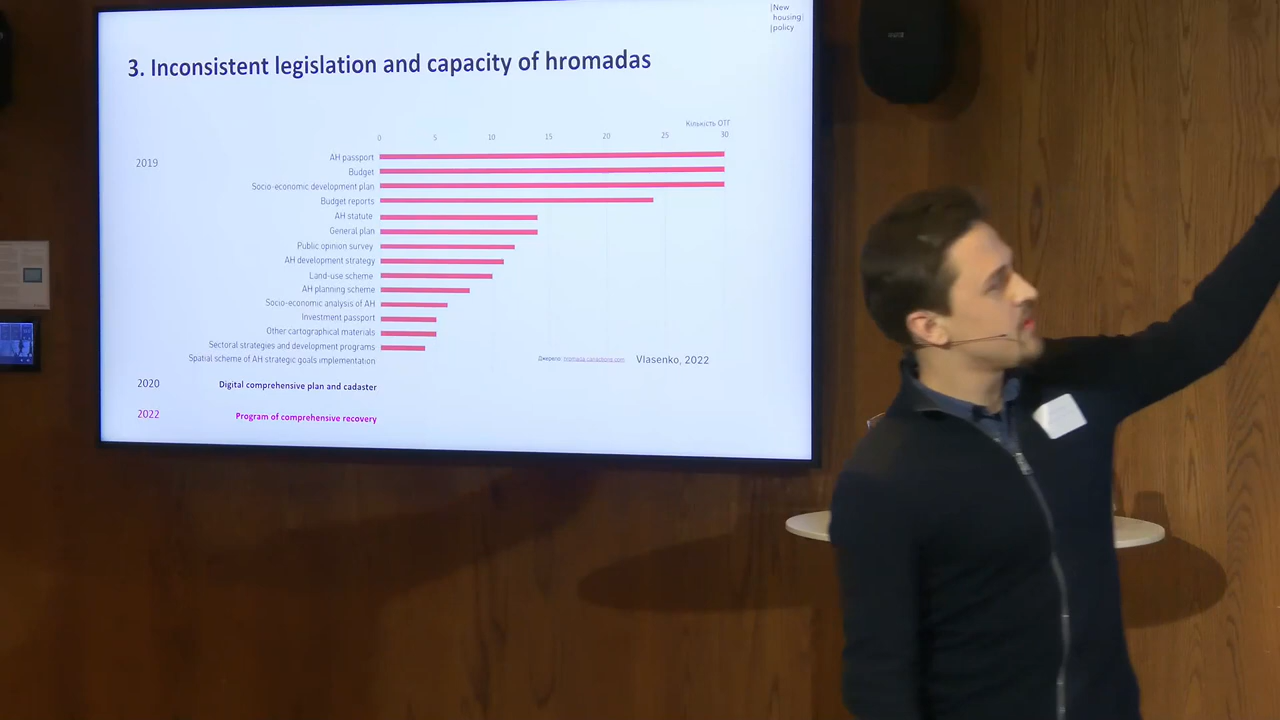 |New
housing|
|policy
3. Inconsistent legislation and capacity of hromadas
Кількість ОТГ
0 5 10 15 20 25 30
2019
AH passport
Budget
Socio-economic development plan
Budget reports
AH statute
General plan
Public opinion survey
AH development strategy
Land-use scheme
AH planning scheme
Socio-economic analysis of AH
Investment passport
Other cartographical materials
Sectoral strategies and development programs
Spatial scheme of AH strategic goals implementation
Джерело:
Vlasenko, 2022
2020 Digital comprehensive plan and cadaster
2022 Program of comprehensive recovery